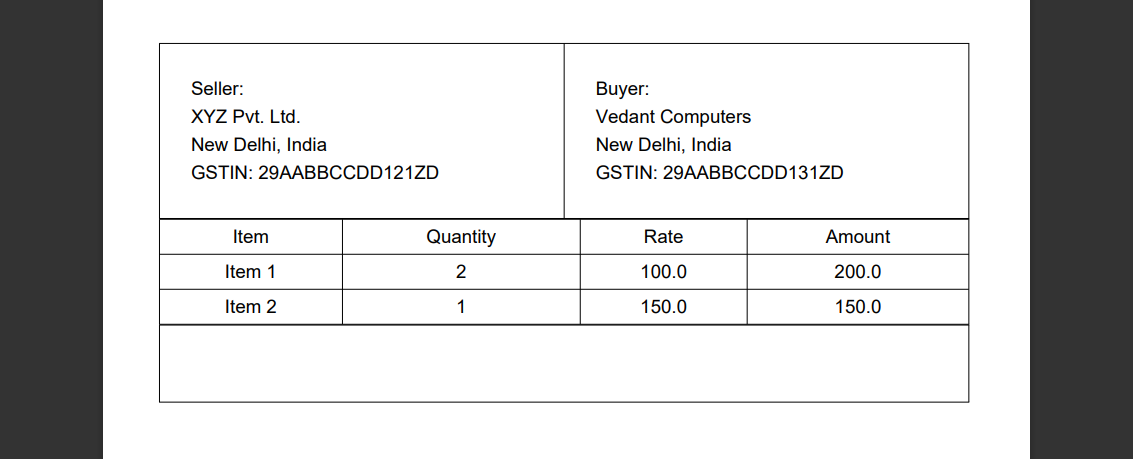 Seller:
XYZ Pvt. Ltd.
New Delhi, India
GSTIN: 29AABBCCDD121ZD
Buyer:
Vedant Computers
New Delhi, India
GSTIN: 29AABBCCDD131ZD
Item Quantity Rate Amount
Item 1 2 100.0 200.0
Item 2 1 150.0 150.0